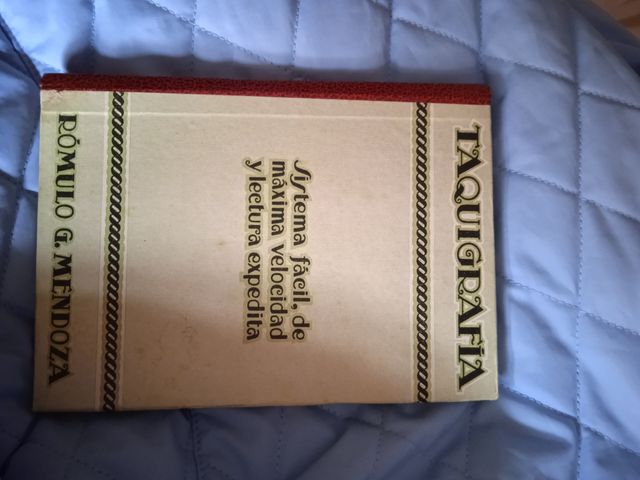 TAQUIGRAFÍA
Sistema fácil, de
máxima velocidad
y lectura expedita
RÓMULO G. MENDOZA